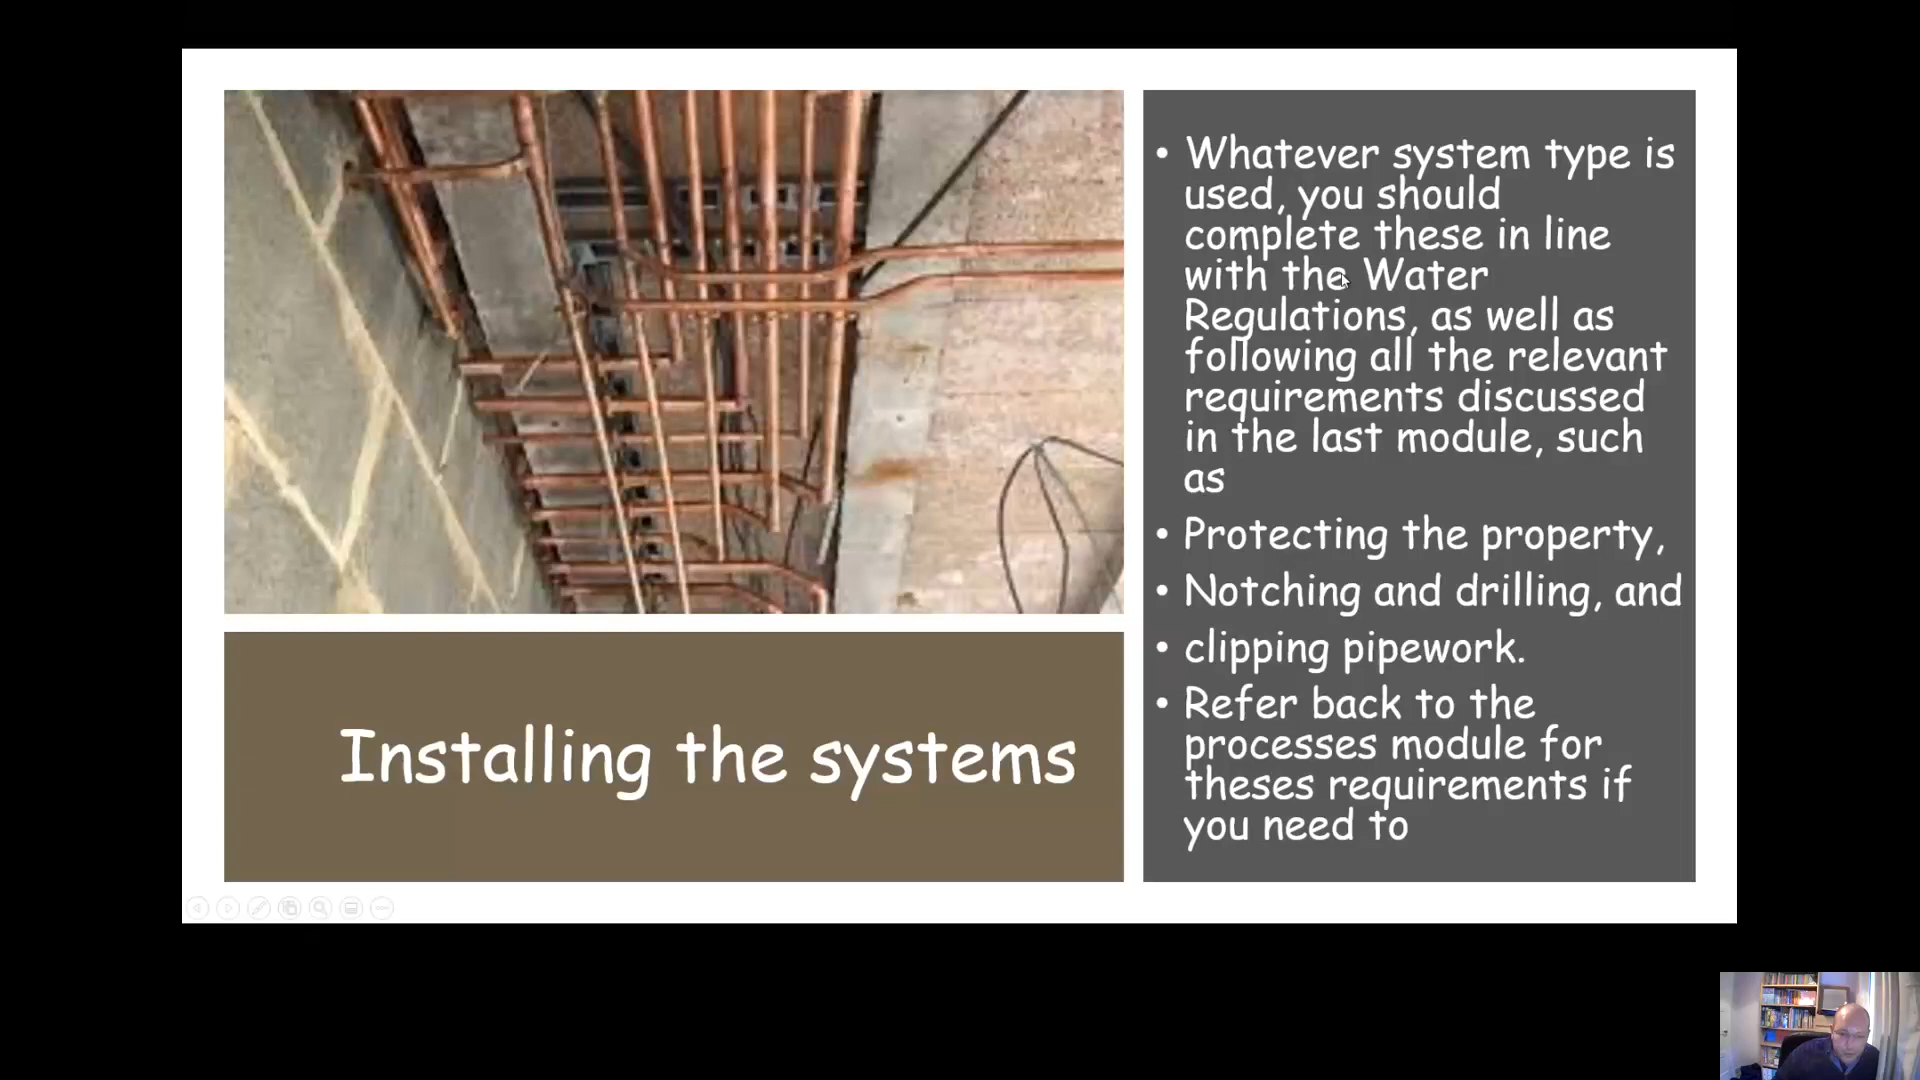 • Whatever system type is
used, you should
complete these in line
with the Water
Regulations, as well as
following all the relevant
requirements discussed
in the last module, such
as
• Protecting the property,
• Notching and drilling, and
• clipping pipework.
• Refer back to the
processes module for
theses requirements if
you need to
Installing the systems